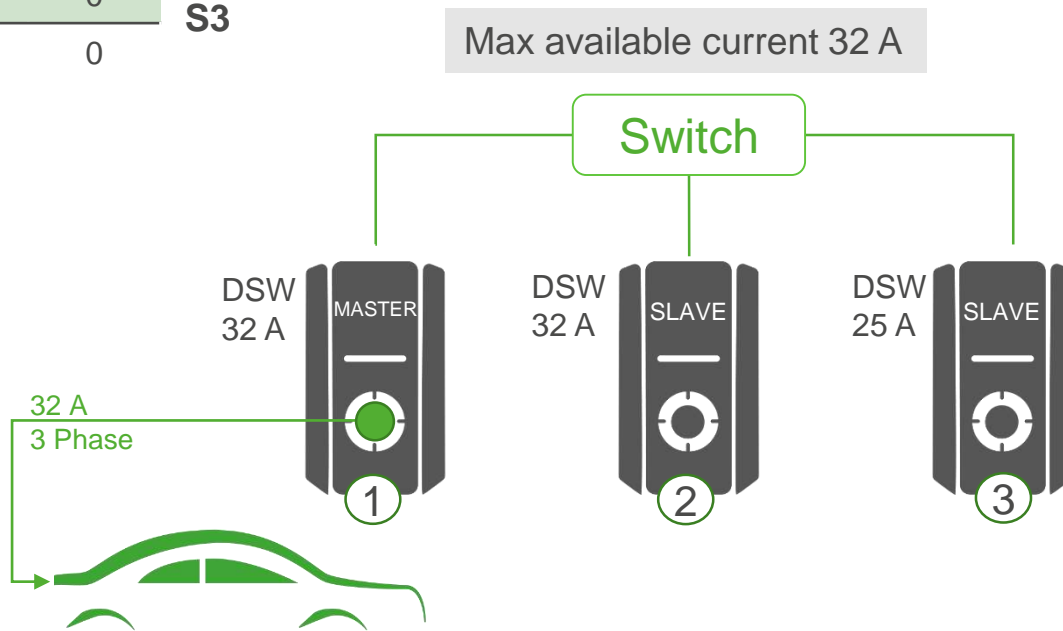 0
S3
0
Max available current 32 A
Switch
DSW
32 A
MASTER
DSW
32 A
SLAVE
DSW
25 A
SLAVE
32 A
3 Phase
1
2
3